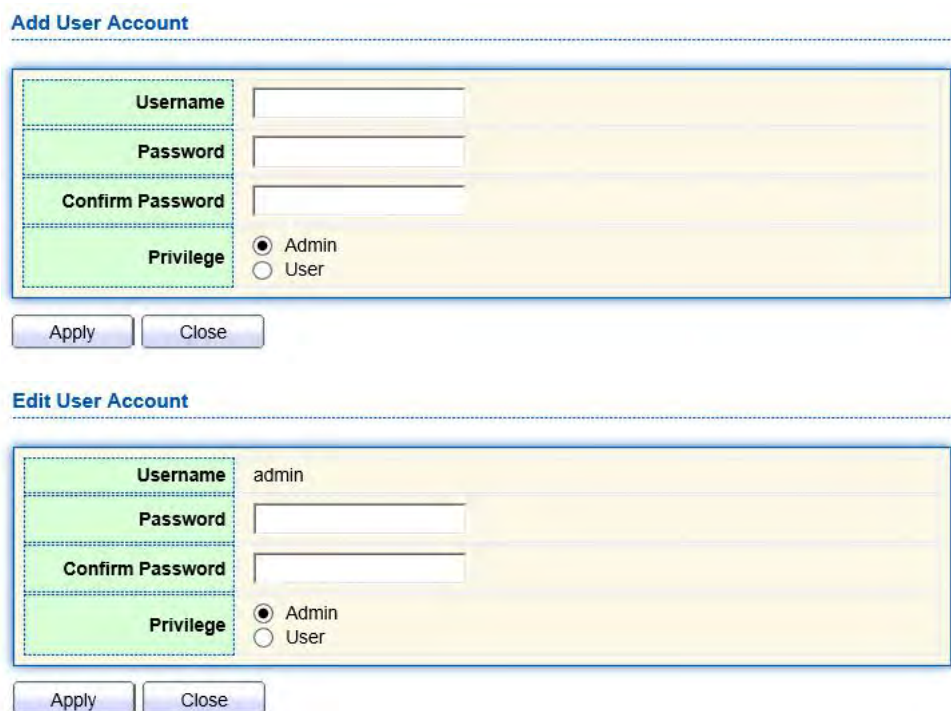 Add User Account
Username
Password
Confirm Password
Privilege
Admin
User
Apply Close
Edit User Account
Username admin
Password
Confirm Password
Privilege
Admin
User
Apply Close